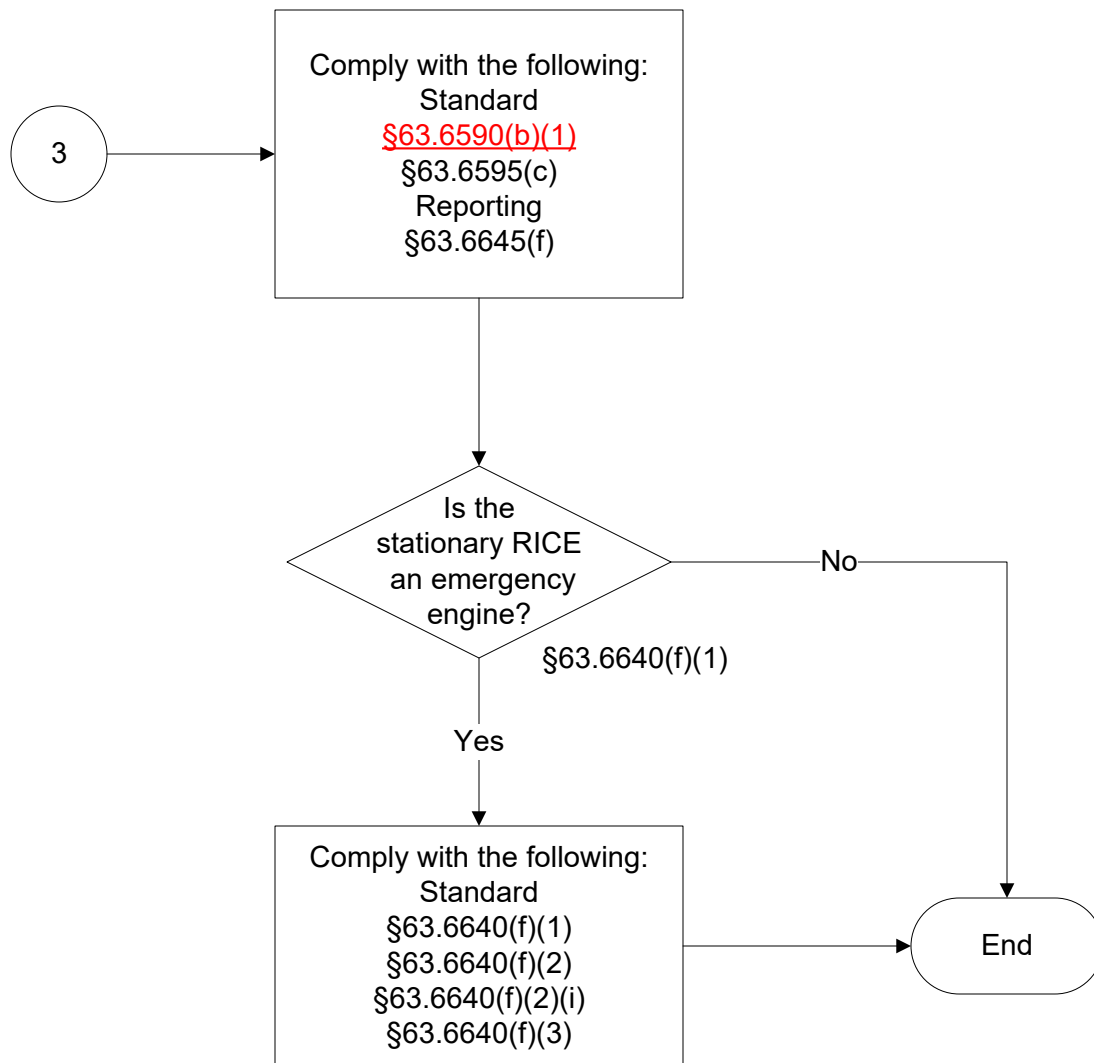 Comply with the following:
Standard
§63.6590(b)(1)
§63.6595(c)
Reporting
§63.6645(f)
3
Is the
stationary RICE
an emergency
engine?
No
§63.6640(f)(1)
Yes
Comply with the following:
Standard
§63.6640(f)(1)
§63.6640(f)(2)
§63.6640(f)(2)(i)
§63.6640(f)(3)
End